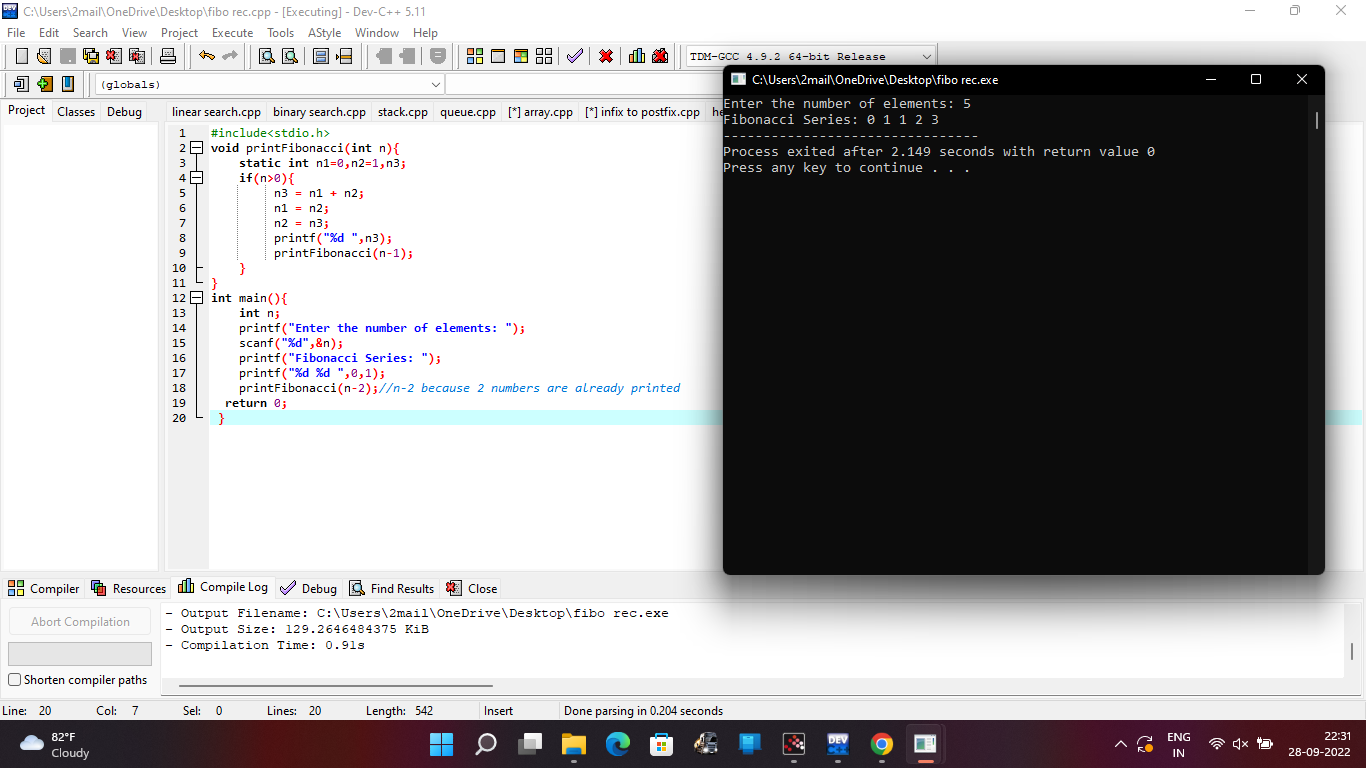 C:\Users\2mail\OneDrive\Desktop\fibo rec.cpp - [Executing] - Dev-C++ 5.11
File Edit Search View Project Execute Tools AStyle Window Help
TDM-GCC 4.9.2 64-bit Release
(globals)
Project Classes Debug
linear search.cpp binary search.cpp stack.cpp queue.cpp [*] array.cpp [*] infix to postfix.cpp
1 #include<stdio.h>
2 void printFibonacci(int n){
3 static int n1=0,n2=1,n3;
4 if(n>0){
5 n3 = n1 + n2;
6 n1 = n2;
7 n2 = n3;
8 printf("%d ",n3);
9 printFibonacci(n-1);
10 }
11 }
12 int main(){
13 int n;
14 printf("Enter the number of elements: ");
15 scanf("%d",&n);
16 printf("Fibonacci Series: ");
17 printf("%d %d ",0,1);
18 printFibonacci(n-2);//n-2 because 2 numbers are already printed
19 return 0;
20 }
C:\Users\2mail\OneDrive\Desktop\fibo rec.exe
Enter the number of elements: 5
Fibonacci Series: 0 1 1 2 3
--------------------------------
Process exited after 2.149 seconds with return value 0
Press any key to continue . . .
Compiler Resources Compile Log Debug Find Results Close
Abort Compilation
Shorten compiler paths
- Output Filename: C:\Users\2mail\OneDrive\Desktop\fibo rec.exe
- Output Size: 129.2646484375 KiB
- Compilation Time: 0.91s
Line: 20 Col: 7 Sel: 0 Lines: 20 Length: 542 Insert Done parsing in 0.204 seconds
82°F
Cloudy
DEV
ENG
IN
22:31
28-09-2022